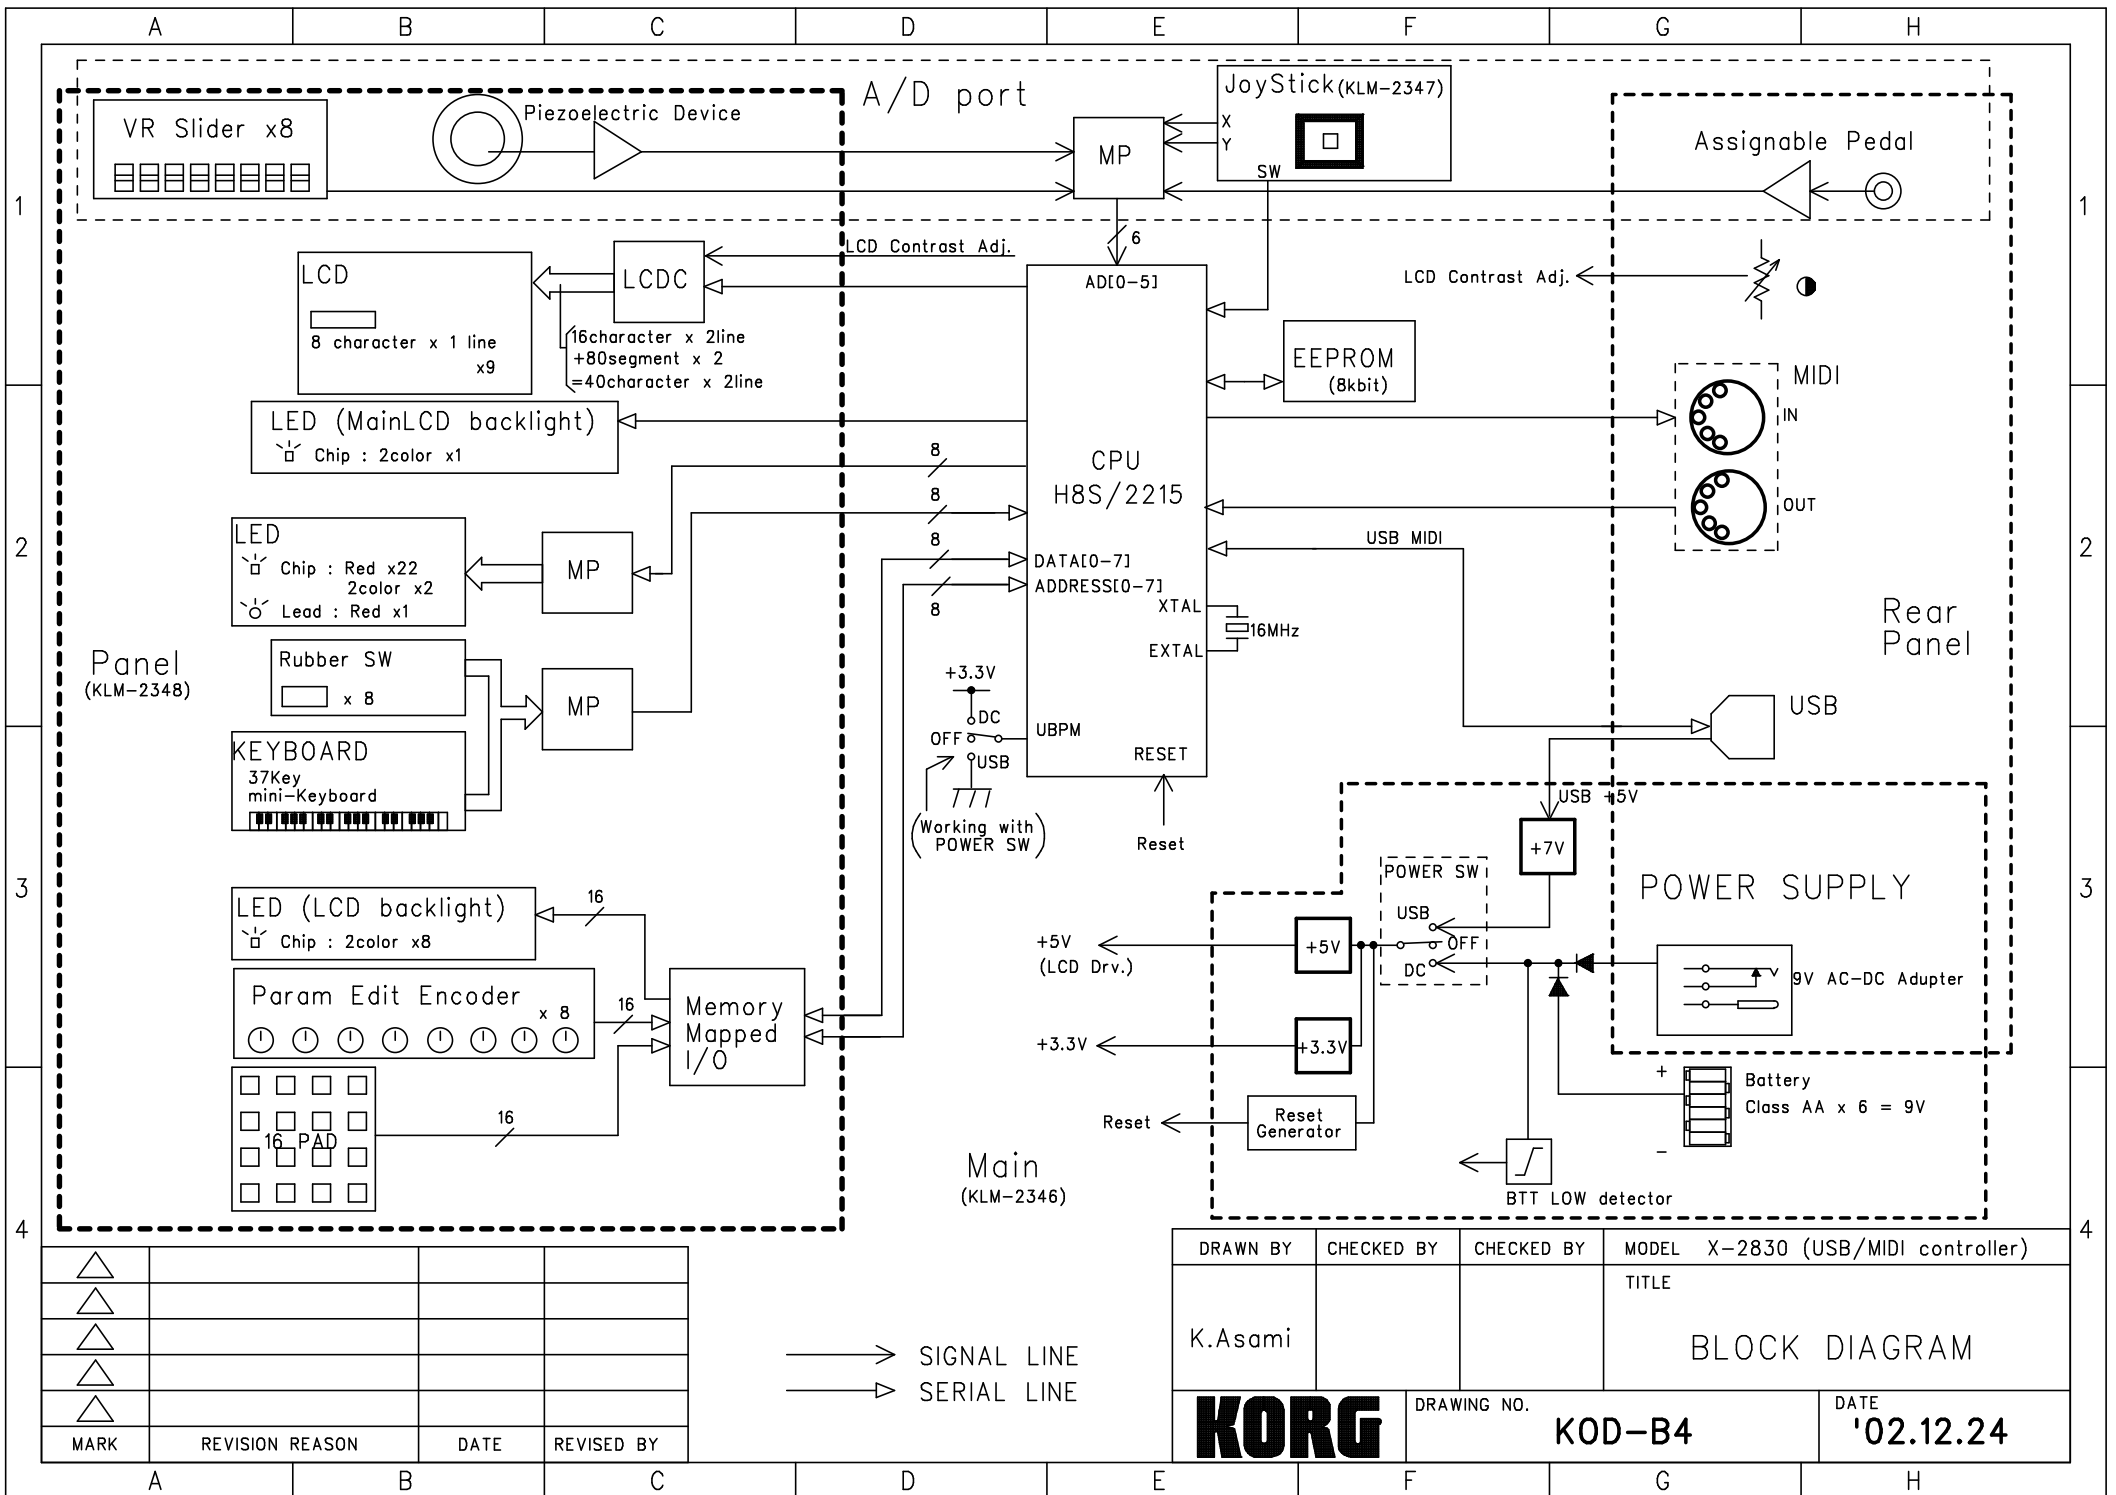 A B C D E F G H
A/D port
VR Slider x8
Piezoelectric Device
MP
JoyStick(KLM-2347)
X
Y
SW
Assignable Pedal
1
1
6
LCD Contrast Adj.
LCD
8 character x 1 line
x9
LCDC
16character x 2line
+80segment x 2
=40character x 2line
AD[0-5]
LCD Contrast Adj.
EEPROM
(8kbit)
MIDI
IN
OUT
LED (MainLCD backlight)
Chip : 2color x1
8
8
8
8
CPU
H8S/2215
DATA[0-7]
ADDRESS[0-7]
XTAL
EXTAL
16MHz
USB MIDI
2
2
LED
Chip : Red x22
2color x2
Lead : Red x1
MP
Rear
Panel
Panel
(KLM-2348)
Rubber SW
x 8
MP
KEYBOARD
37Key
mini-Keyboard
+3.3V
DC
OFF
USB
UBPM
RESET
(Working with
POWER SW)
Reset
USB
USB +5V
+7V
POWER SUPPLY
3
3
POWER SW
USB
OFF
DC
+5V
(LCD Drv.)
+5V
9V AC-DC Adupter
+3.3V
+3.3V
LED (LCD backlight)
Chip : 2color x8
16
Param Edit Encoder
x 8
16
Memory
Mapped
I/O
16 PAD
16
Reset
Reset
Generator
+
-
Battery
Class AA x 6 = 9V
BTT LOW detector
Main
(KLM-2346)
4
4
MARK REVISION REASON DATE REVISED BY
SIGNAL LINE
SERIAL LINE
DRAWN BY CHECKED BY CHECKED BY MODEL X-2830 (USB/MIDI controller)
TITLE
K.Asami
BLOCK DIAGRAM
KORG
DRAWING NO.
KOD-B4
DATE
'02.12.24
A B C D E F G H